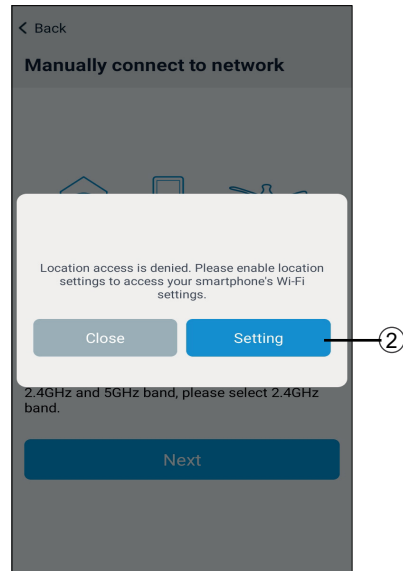 Back
Manually connect to network
Location access is denied. Please enable location
settings to access your smartphone's Wi-Fi
settings.
Close
Setting
②
2.4GHz and 5GHz band, please select 2.4GHz
band.
Next